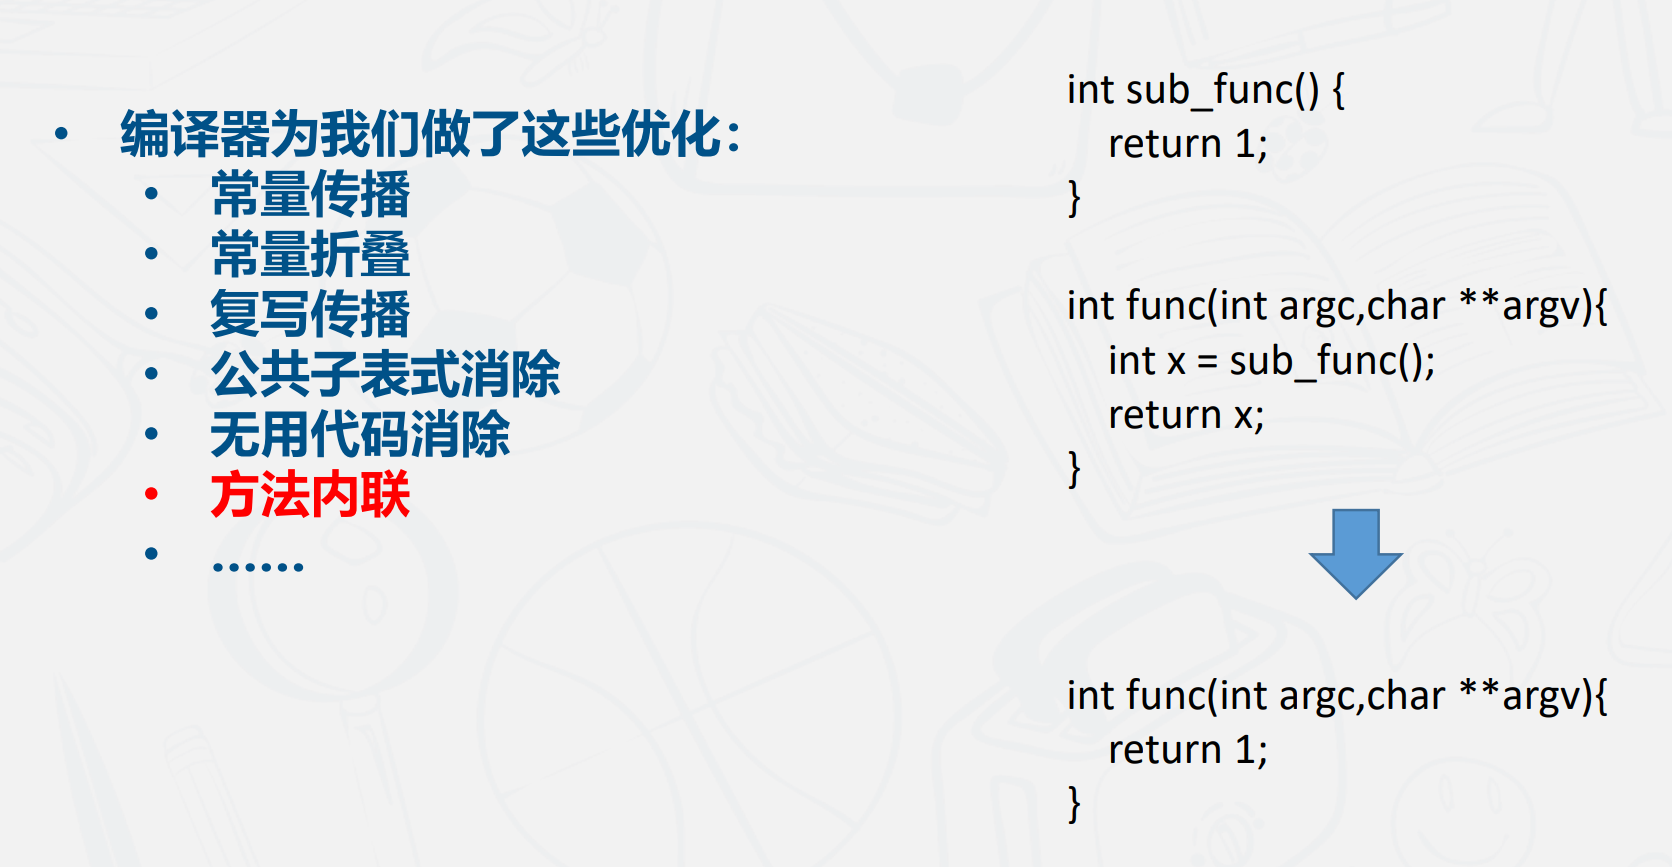 • 编译器为我们做了这些优化：
• 常量传播
• 常量折叠
• 复写传播
• 公共子表式消除
• 无用代码消除
• 方法内联
• ……
int sub_func() {
return 1;
}
int func(int argc,char **argv){
int x = sub_func();
return x;
}
int func(int argc,char **argv){
return 1;
}